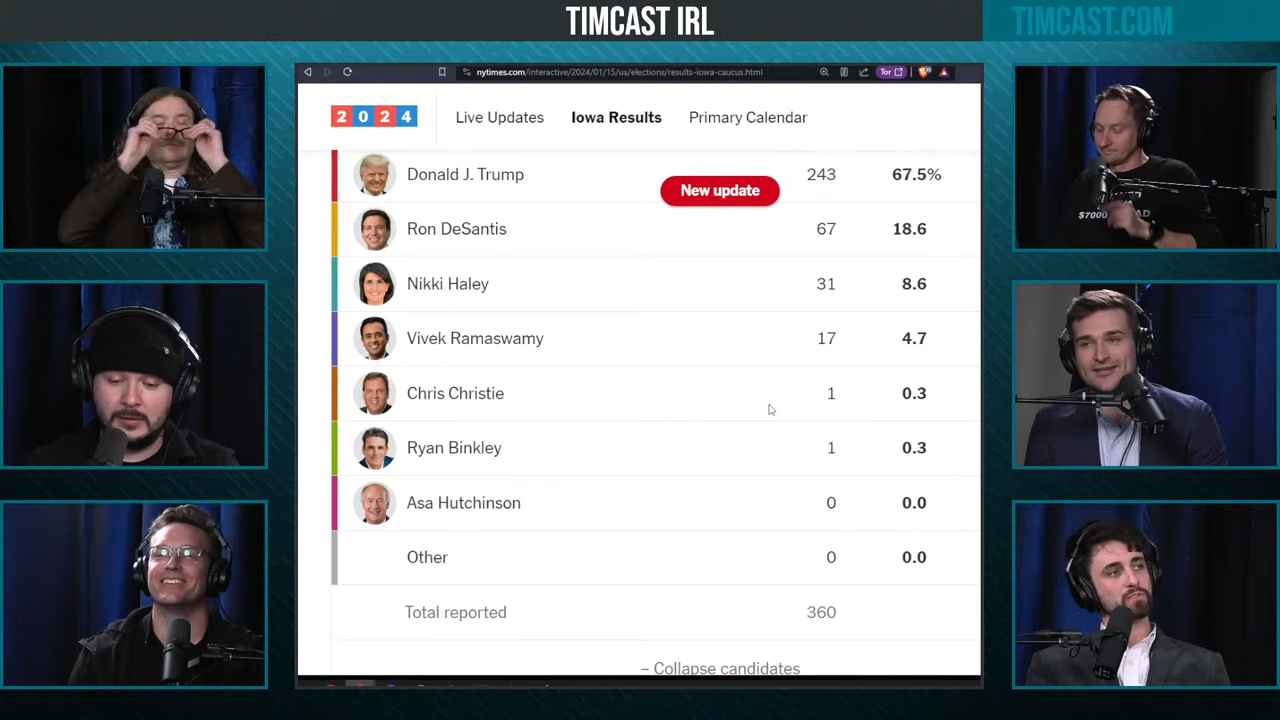 TIMCAST IRL
TIMCAST.COM
nytimes.com/interactive/2024/01/15/us/elections/results-iowa-caucus.html
Tor
2024 Live Updates Iowa Results Primary Calendar
Donald J. Trump 243 67.5%
New update
Ron DeSantis 67 18.6
Nikki Haley 31 8.6
Vivek Ramaswamy 17 4.7
Chris Christie 1 0.3
Ryan Binkley 1 0.3
Asa Hutchinson 0 0.0
Other 0 0.0
Total reported 360
– Collapse candidates